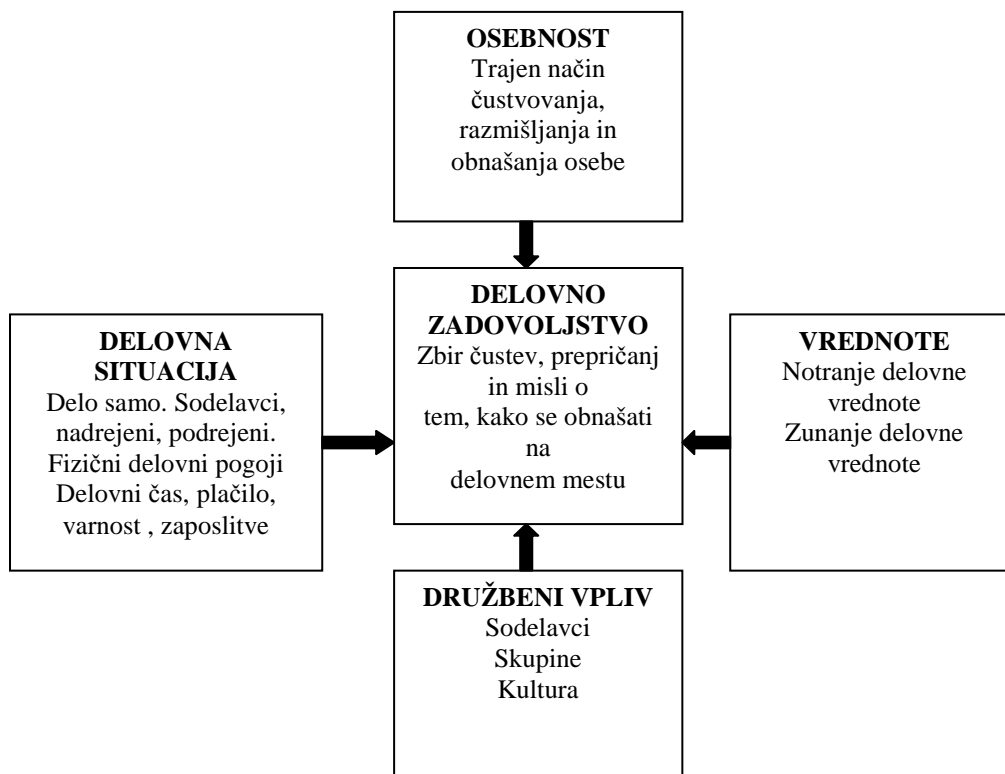 OSEBNOST
Trajen način
čustvovanja,
razmišljanja in
obnašanja osebe
DELOVNA
SITUACIJA
Delo samo. Sodelavci,
nadrejeni, podrejeni.
Fizični delovni pogoji
Delovni čas, plačilo,
varnost , zaposlitve
DELOVNO
ZADOVOLJSTVO
Zbir čustev, prepričanj
in misli o
tem, kako se obnašati
na
delovnem mestu
VREDNOTE
Notranje delovne
vrednote
Zunanje delovne
vrednote
DRUŽBENI VPLIV
Sodelavci
Skupine
Kultura